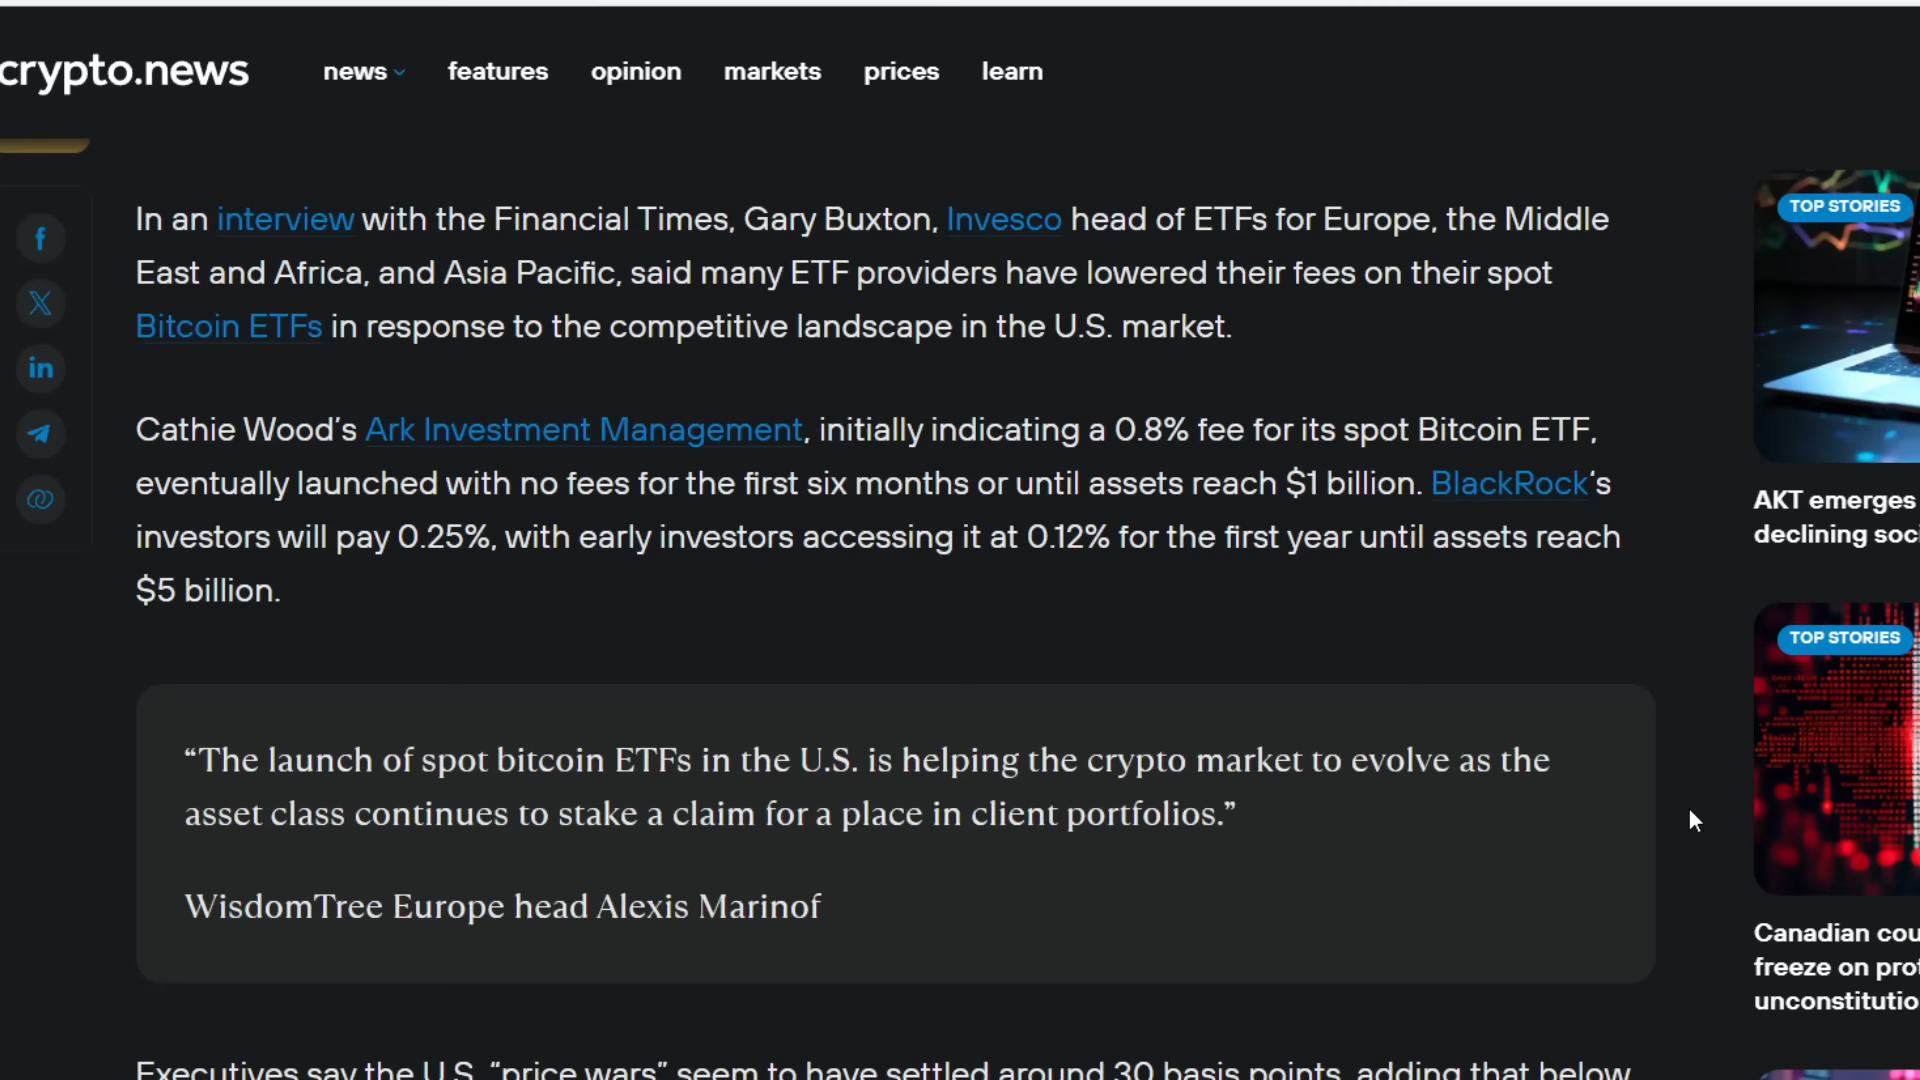 crypto.news
news
features
opinion
markets
prices
learn
In an interview with the Financial Times, Gary Buxton, Invesco head of ETFs for Europe, the Middle
East and Africa, and Asia Pacific, said many ETF providers have lowered their fees on their spot
Bitcoin ETFs in response to the competitive landscape in the U.S. market.
Cathie Wood’s Ark Investment Management, initially indicating a 0.8% fee for its spot Bitcoin ETF,
eventually launched with no fees for the first six months or until assets reach $1 billion. BlackRock‘s
investors will pay 0.25%, with early investors accessing it at 0.12% for the first year until assets reach
$5 billion.
“The launch of spot bitcoin ETFs in the U.S. is helping the crypto market to evolve as the
asset class continues to stake a claim for a place in client portfolios.”
WisdomTree Europe head Alexis Marinof
Executives say the U.S. “price wars” seem to have settled around 30 basis points, adding that below
TOP STORIES
AKT emerges
declining
TOP STORIES
Canadian
freeze on